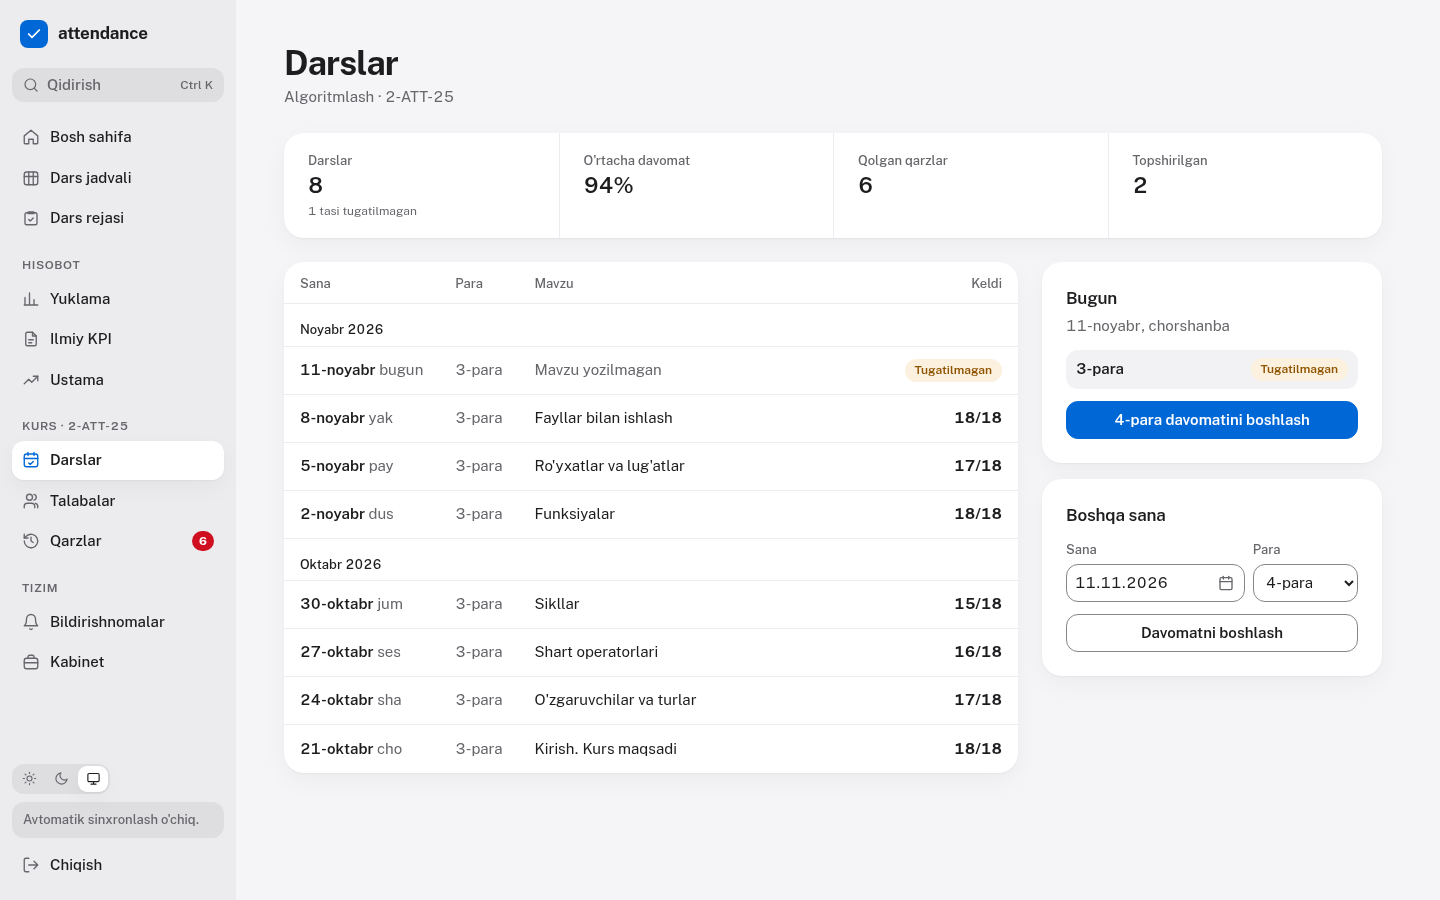 attendance
Qidirish Ctrl K
Bosh sahifa
Dars jadvali
Dars rejasi
HISOBOT
Yuklama
Ilmiy KPI
Ustama
KURS · 2-ATT-25
Darslar
Talabalar
Qarzlar 6
TIZIM
Bildirishnomalar
Kabinet
Avtomatik sinxronlash o'chiq.
Chiqish
Darslar
Algoritmlash · 2-ATT-25
Darslar
8
1 tasi tugatilmagan
O'rtacha davomat
94%
Qolgan qarzlar
6
Topshirilgan
2
Sana Para Mavzu Keldi
Noyabr 2026
11-noyabr bugun 3-para Mavzu yozilmagan Tugatilmagan
8-noyabr yak 3-para Fayllar bilan ishlash 18/18
5-noyabr pay 3-para Ro'yxatlar va lug'atlar 17/18
2-noyabr dus 3-para Funksiyalar 18/18
Oktabr 2026
30-oktabr jum 3-para Sikllar 15/18
27-oktabr ses 3-para Shart operatorlari 16/18
24-oktabr sha 3-para O'zgaruvchilar va turlar 17/18
21-oktabr cho 3-para Kirish. Kurs maqsadi 18/18
Bugun
11-noyabr, chorshanba
3-para Tugatilmagan
4-para davomatini boshlash
Boshqa sana
Sana Para
11.11.2026 4-para
Davomatni boshlash